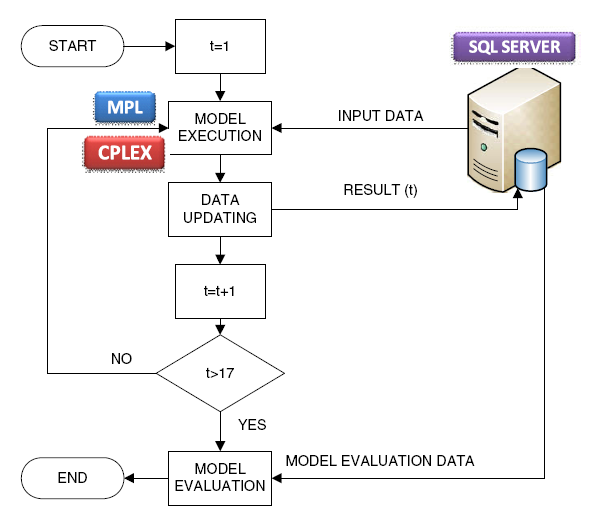 START
t=1
SQL SERVER
MPL
CPLEX
MODEL
EXECUTION
INPUT DATA
DATA
UPDATING
RESULT (t)
t=t+1
NO
t>17
YES
END
MODEL
EVALUATION
MODEL EVALUATION DATA